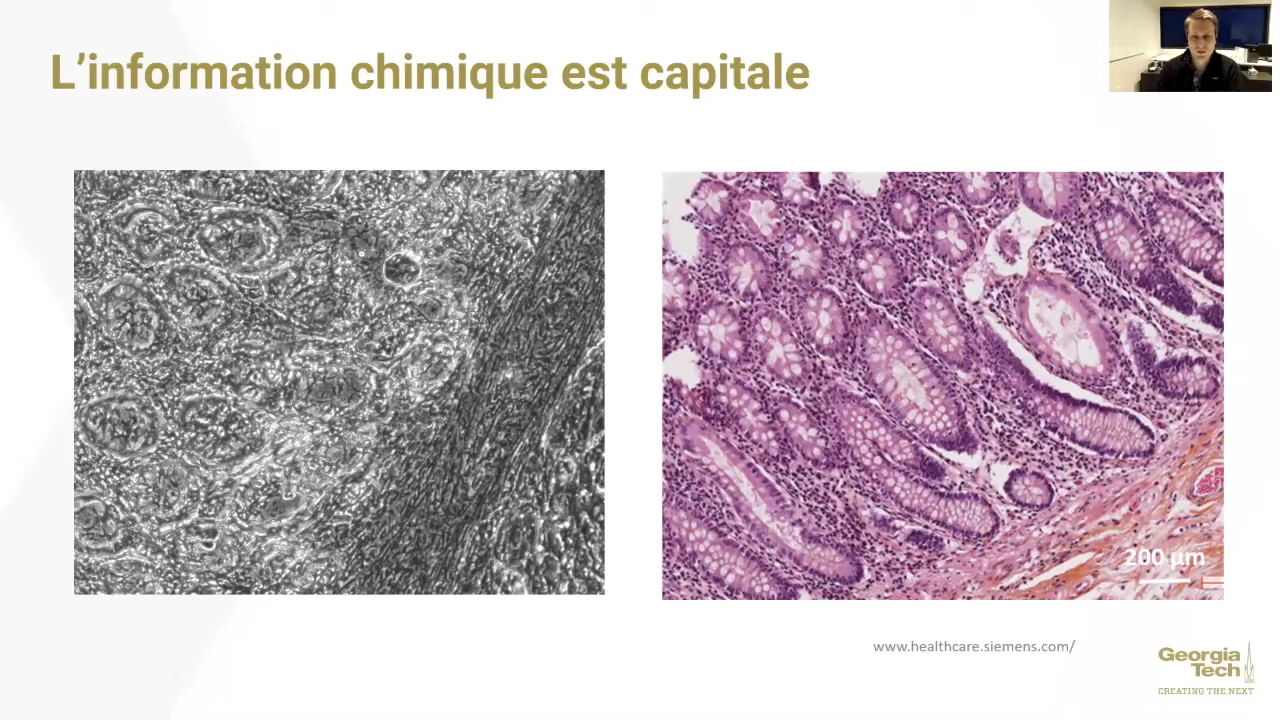 L’information chimique est capitale
200 µm
www.healthcare.siemens.com/
Georgia
Tech
CREATING THE NEXT